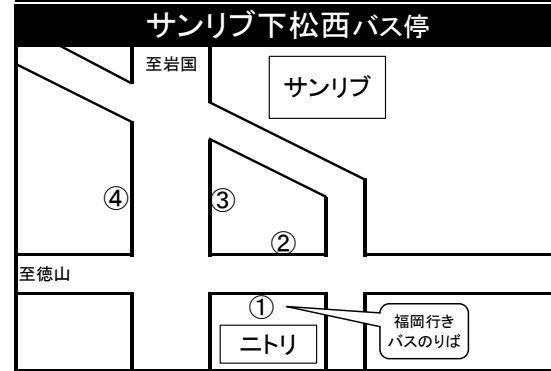 サンリブ下松西バス停
至岩国
サンリブ
④
③
②
至徳山
①
福岡行き
バスのりば
ニトリ